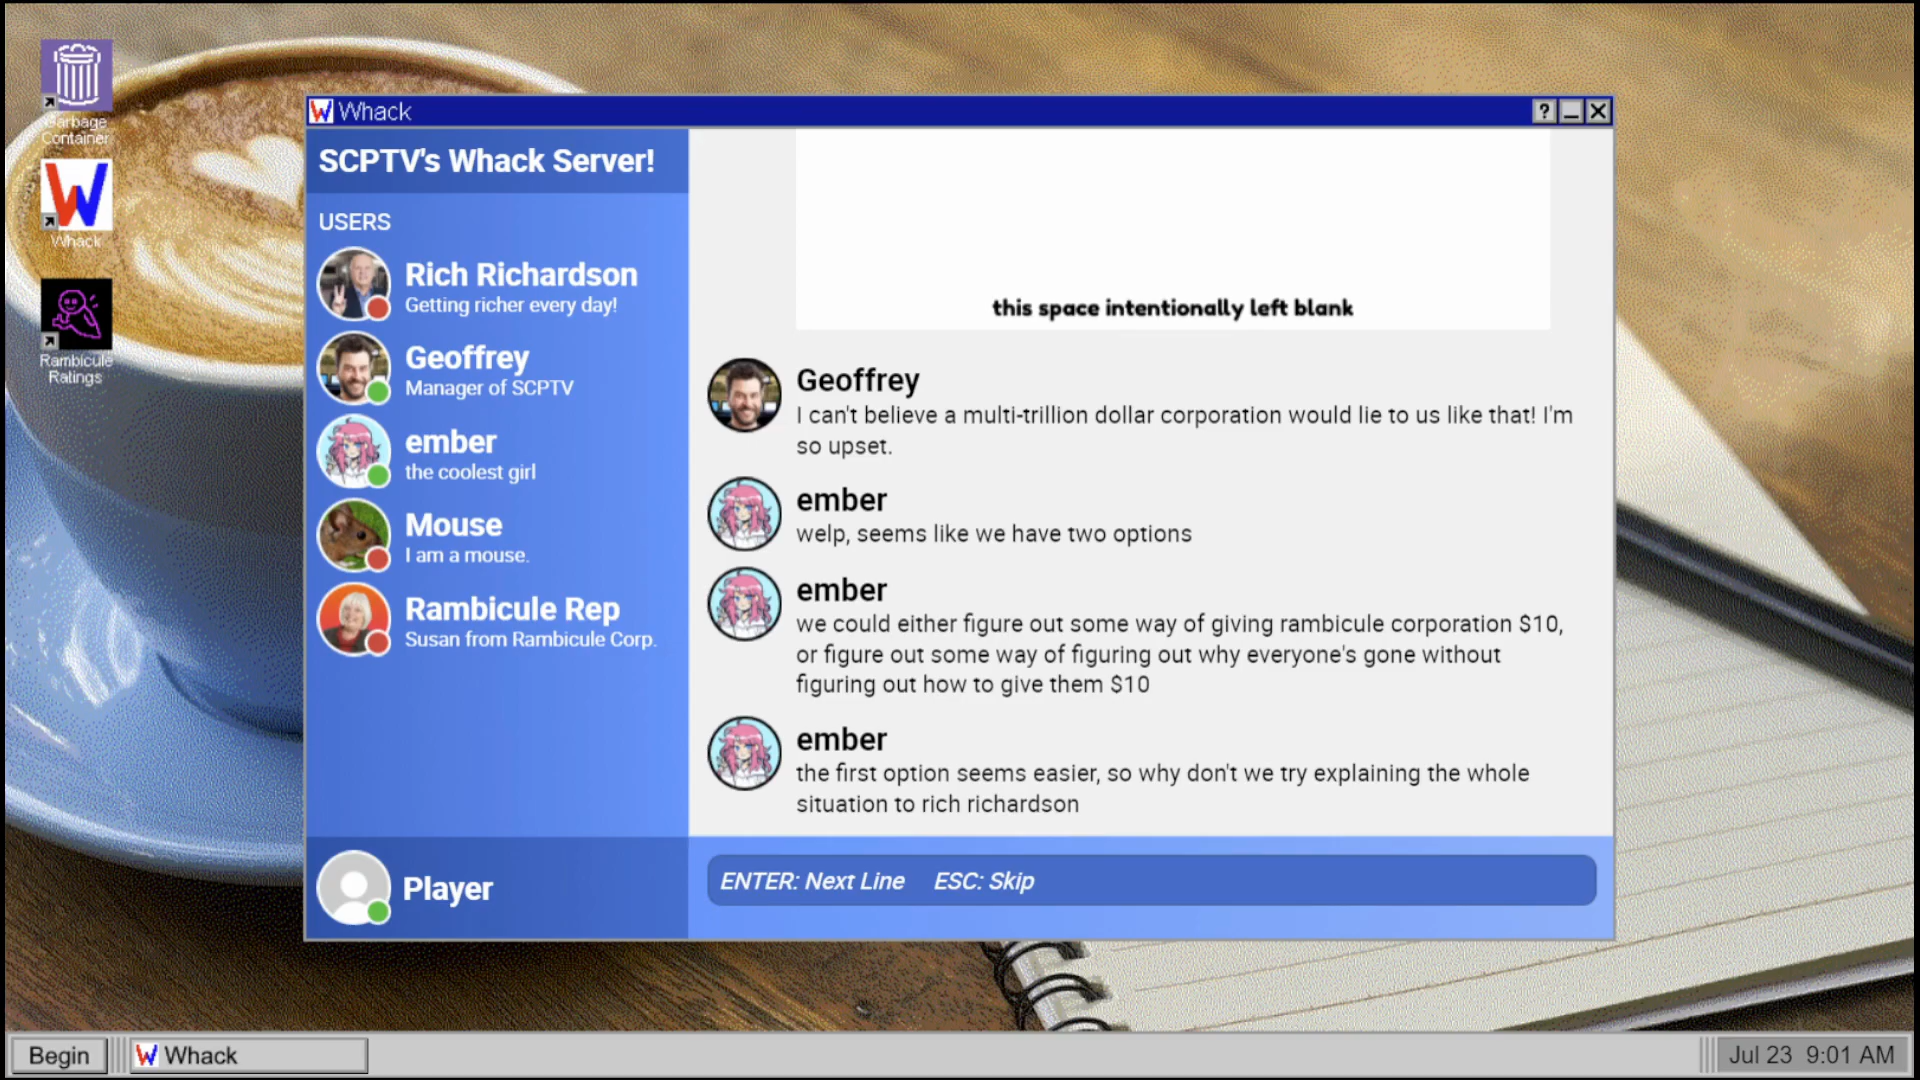 Garbage
Container
Whack
Rambicule
Ratings
Whack
SCPTV's Whack Server!
USERS
Rich Richardson
Getting richer every day!
Geoffrey
Manager of SCPTV
ember
the coolest girl
Mouse
I am a mouse.
Rambicule Rep
Susan from Rambicule Corp.
Player
this space intentionally left blank
Geoffrey
I can't believe a multi-trillion dollar corporation would lie to us like that! I'm
so upset.
ember
welp, seems like we have two options
ember
we could either figure out some way of giving rambicule corporation $10,
or figure out some way of figuring out why everyone's gone without
figuring out how to give them $10
ember
the first option seems easier, so why don't we try explaining the whole
situation to rich richardson
ENTER: Next Line ESC: Skip
Begin
Whack
Jul 23 9:01 AM